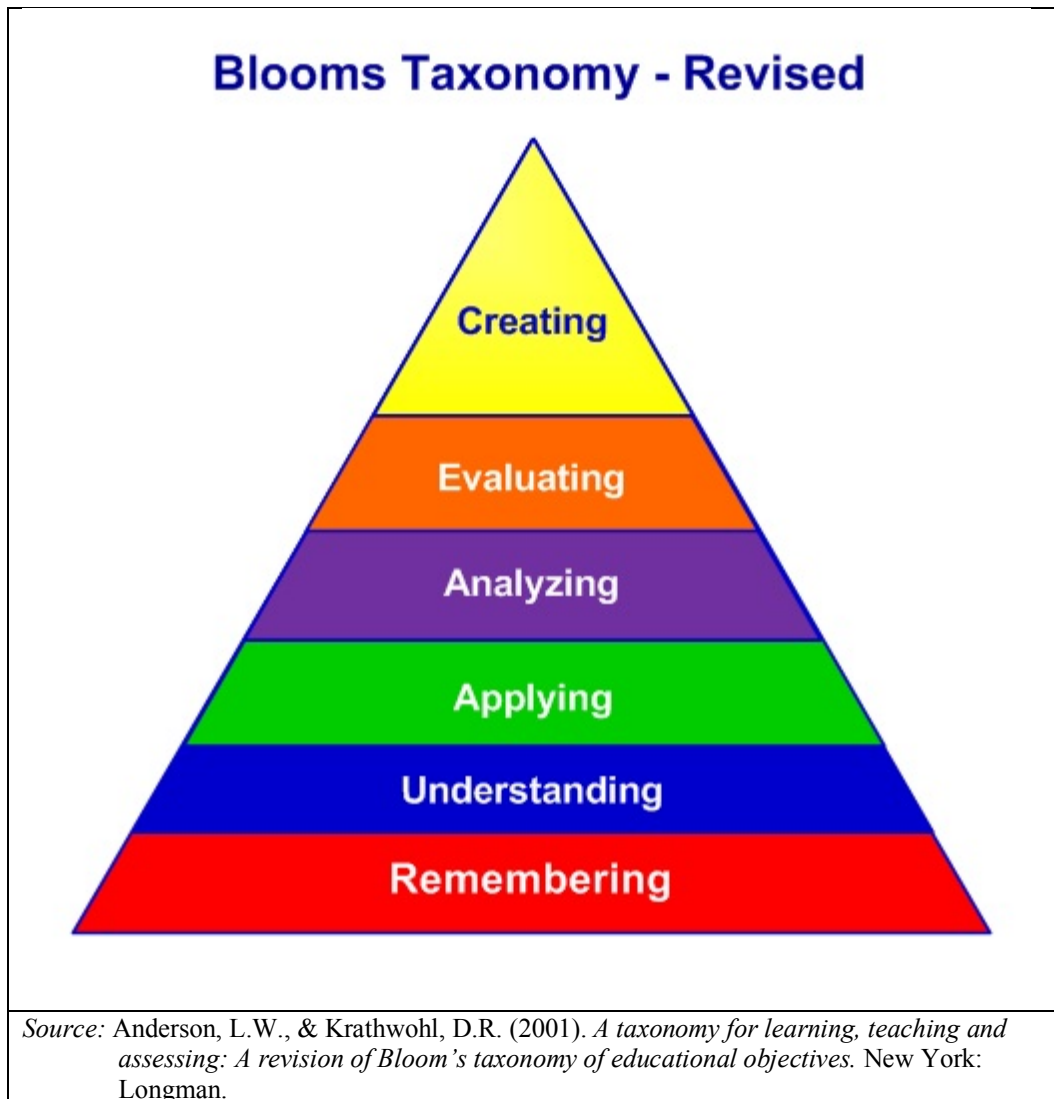 Blooms Taxonomy - Revised
Creating
Evaluating
Analyzing
Applying
Understanding
Remembering
Source: Anderson, L.W., & Krathwohl, D.R. (2001). A taxonomy for learning, teaching and
assessing: A revision of Bloom’s taxonomy of educational objectives. New York:
Longman.